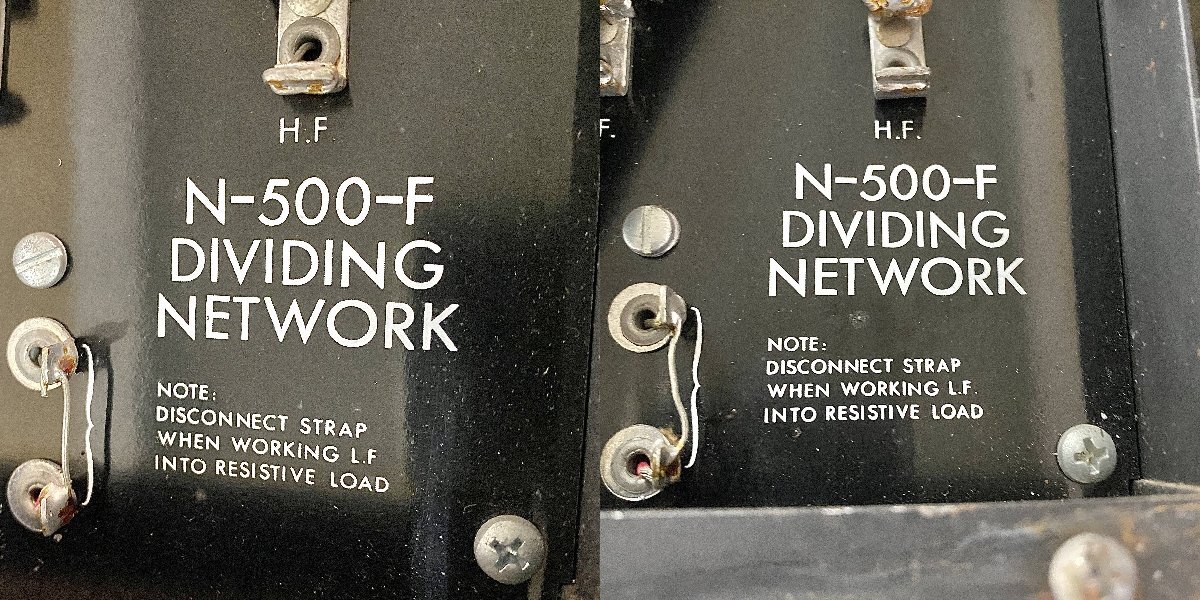 H.F.
N-500-F
DIVIDING
NETWORK
NOTE:
DISCONNECT STRAP
WHEN WORKING L.F
INTO RESISTIVE LOAD
F.
H.F.
N-500-F
DIVIDING
NETWORK
NOTE:
DISCONNECT STRAP
WHEN WORKING L.F.
INTO RESISTIVE LOAD